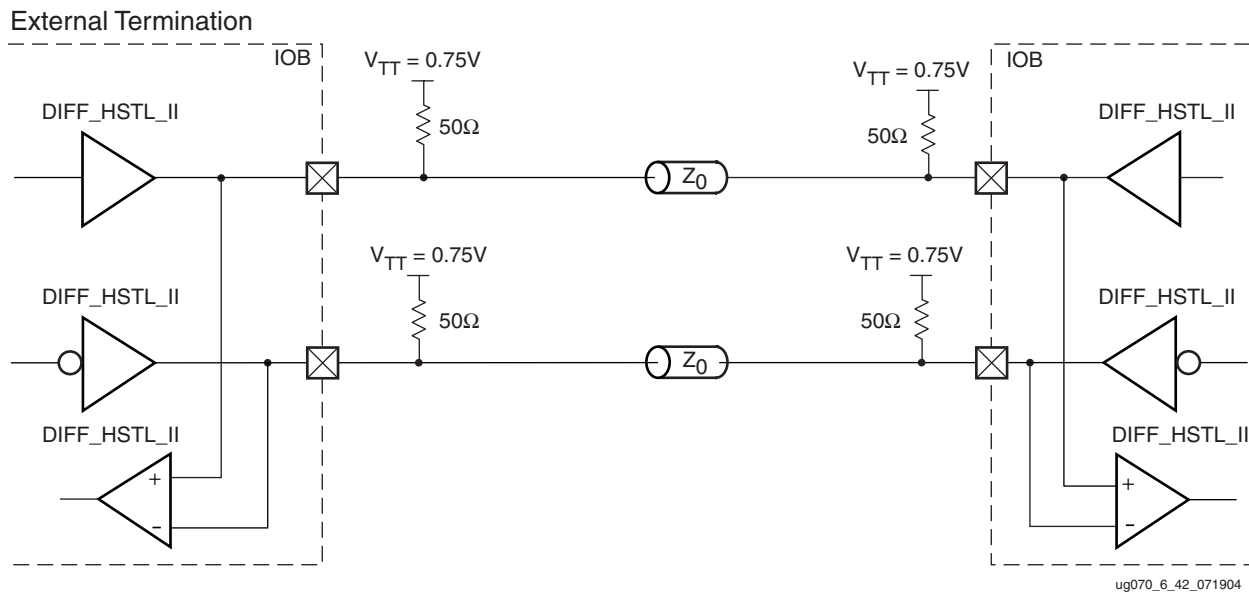 External Termination
IOB
IOB
V_TT = 0.75V
V_TT = 0.75V
DIFF_HSTL_II
DIFF_HSTL_II
50Ω
50Ω
Z_0
V_TT = 0.75V
V_TT = 0.75V
DIFF_HSTL_II
DIFF_HSTL_II
50Ω
50Ω
Z_0
DIFF_HSTL_II
DIFF_HSTL_II
+
–
+
–
ug070_6_42_071904